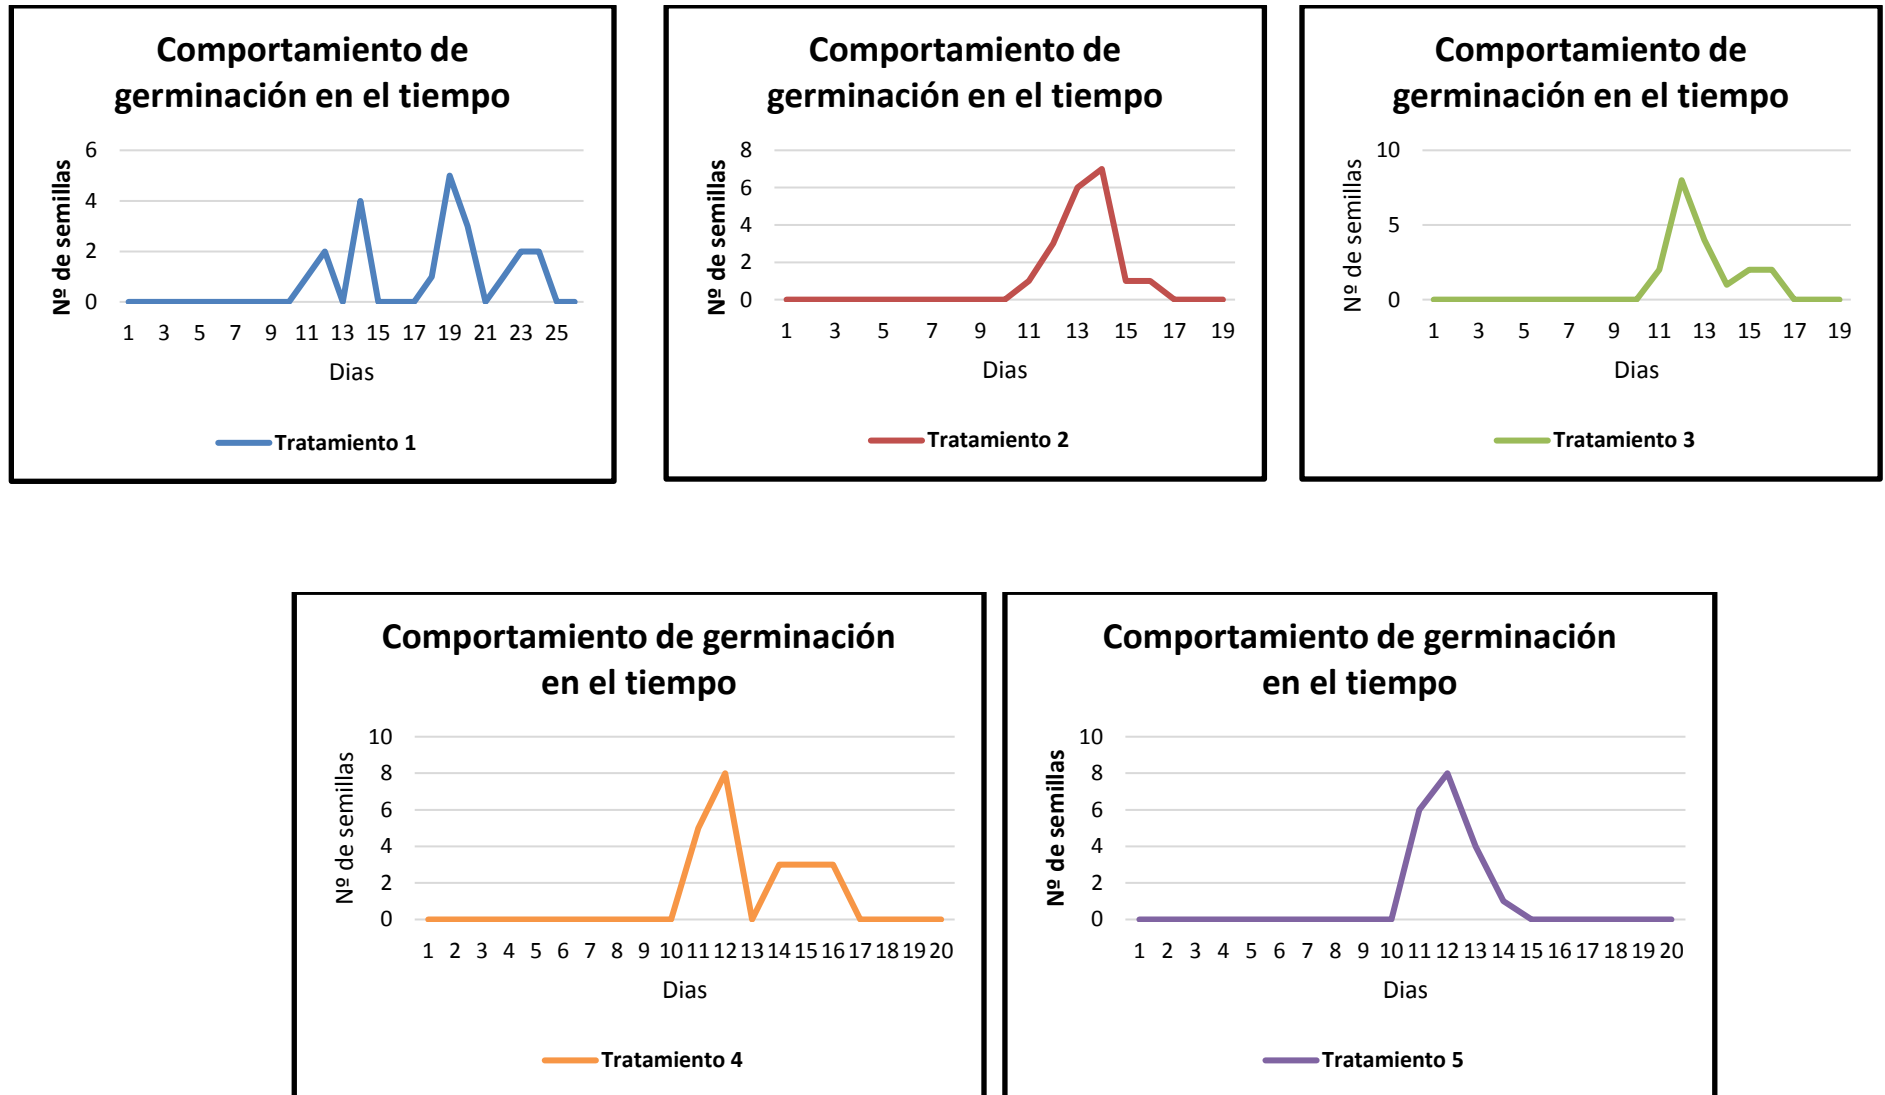 Comportamiento de
germinación en el tiempo
6
4
2
0
Nº de semillas
1 3 5 7 9 11 13 15 17 19 21 23 25
Dias
Tratamiento 1
Comportamiento de
germinación en el tiempo
8
6
4
2
0
Nº de semillas
1 3 5 7 9 11 13 15 17 19
Dias
Tratamiento 2
Comportamiento de
germinación en el tiempo
10
5
0
Nº de semillas
1 3 5 7 9 11 13 15 17 19
Dias
Tratamiento 3
Comportamiento de germinación
en el tiempo
10
8
6
4
2
0
Nº de semillas
1 2 3 4 5 6 7 8 9 10 11 12 13 14 15 16 17 18 19 20
Dias
Tratamiento 4
Comportamiento de germinación
en el tiempo
10
8
6
4
2
0
Nº de semillas
1 2 3 4 5 6 7 8 9 10 11 12 13 14 15 16 17 18 19 20
Dias
Tratamiento 5